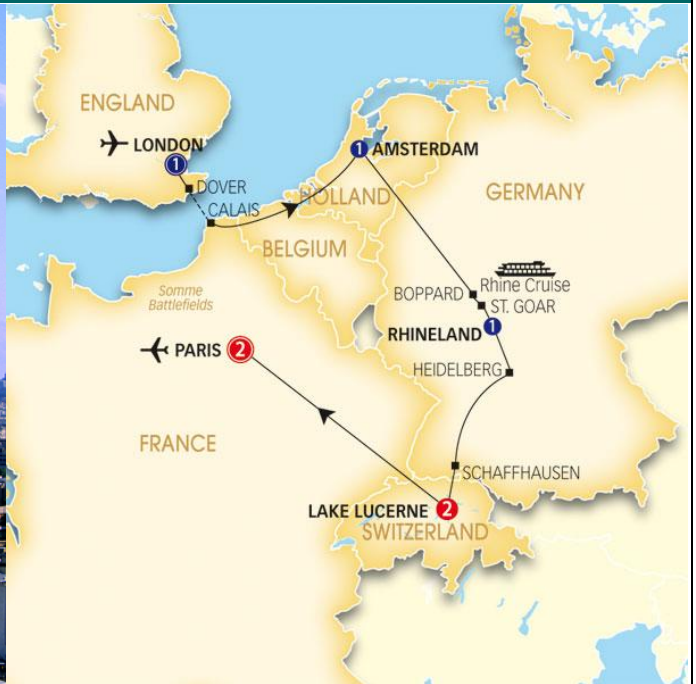 ENGLAND
LONDON
1
DOVER
CALAIS
1 AMSTERDAM
HOLLAND
GERMANY
BELGIUM
Somme
Battlefields
BOPPARD
Rhine Cruise
ST. GOAR
RHINELAND 1
PARIS 2
HEIDELBERG
FRANCE
SCHAFFHAUSEN
LAKE LUCERNE 2
SWITZERLAND